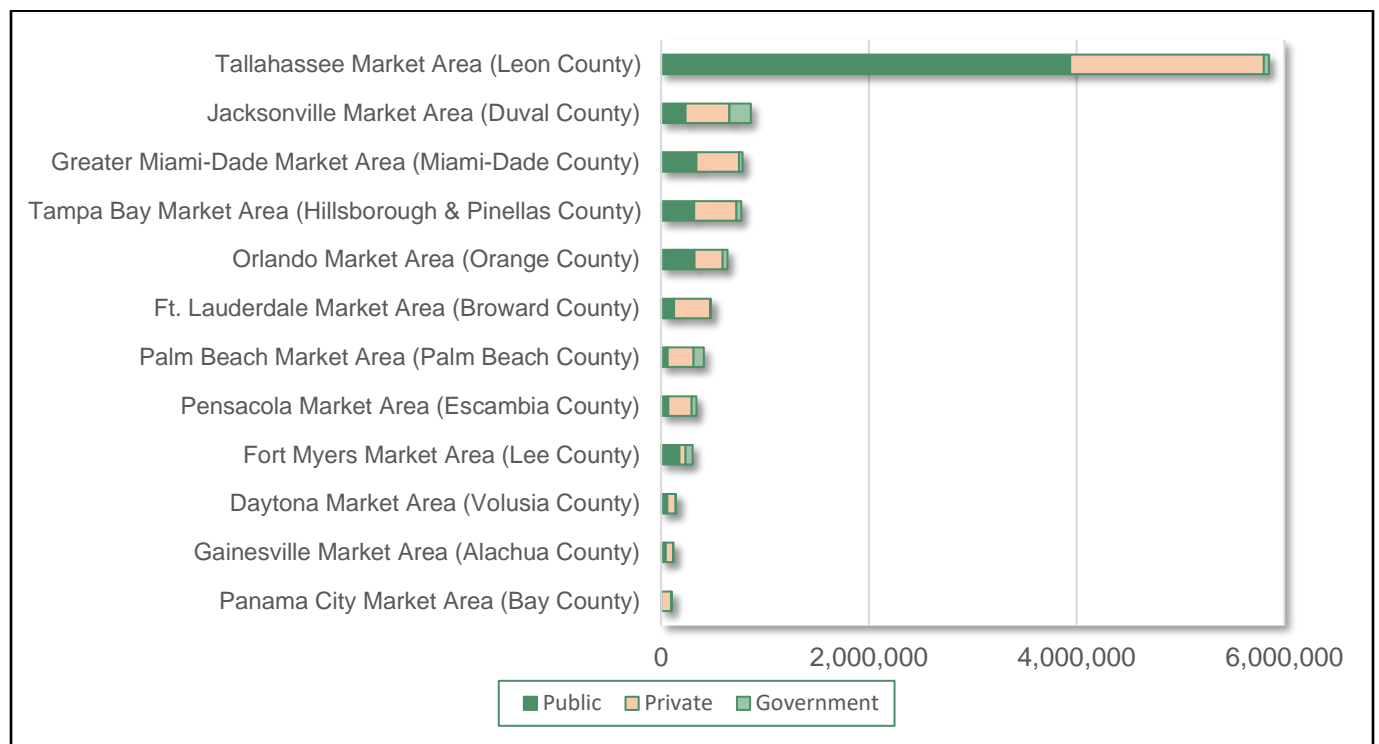 Tallahassee Market Area (Leon County)
Jacksonville Market Area (Duval County)
Greater Miami-Dade Market Area (Miami-Dade County)
Tampa Bay Market Area (Hillsborough & Pinellas County)
Orlando Market Area (Orange County)
Ft. Lauderdale Market Area (Broward County)
Palm Beach Market Area (Palm Beach County)
Pensacola Market Area (Escambia County)
Fort Myers Market Area (Lee County)
Daytona Market Area (Volusia County)
Gainesville Market Area (Alachua County)
Panama City Market Area (Bay County)
0 2,000,000 4,000,000 6,000,000
Public Private Government